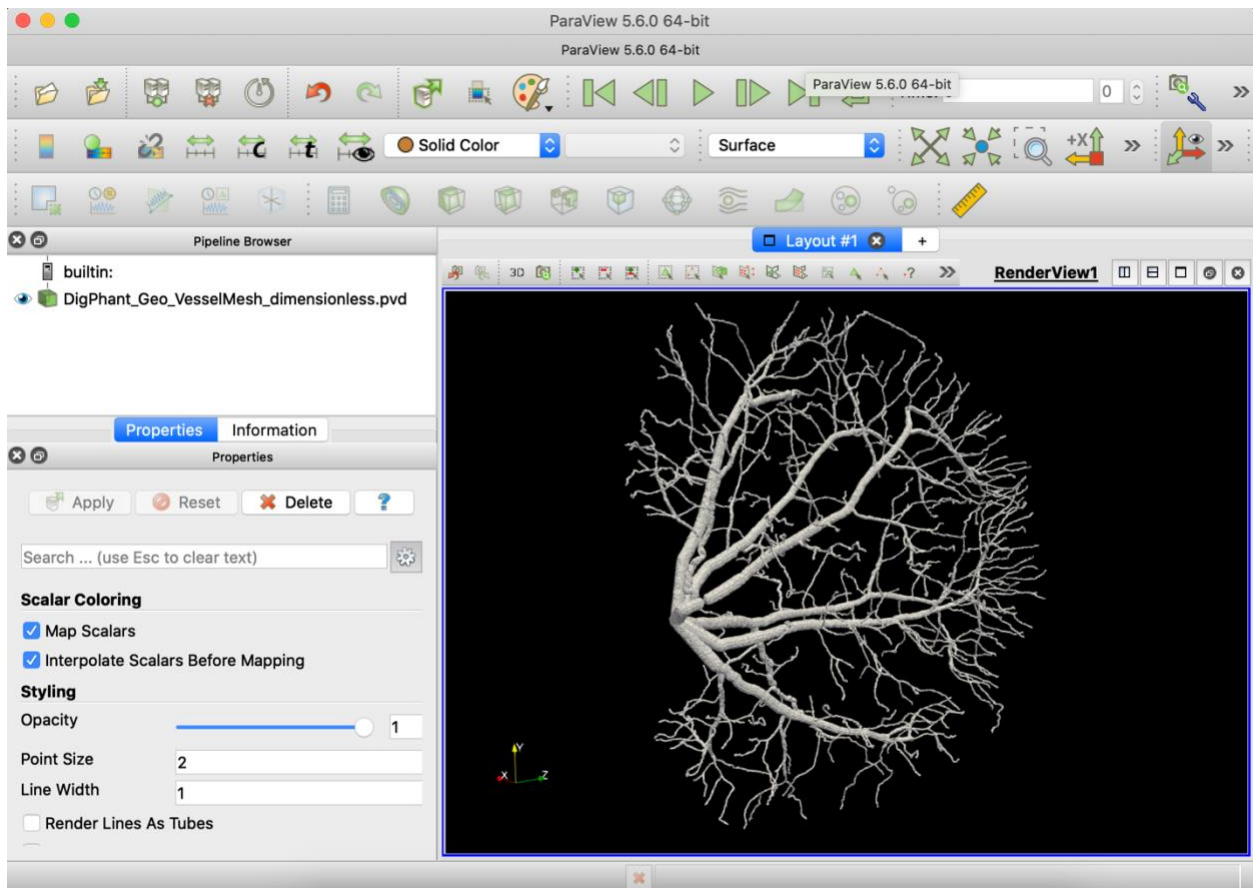 ParaView 5.6.0 64-bit
ParaView 5.6.0 64-bit
ParaView 5.6.0 64-bit
0
Solid Color
Surface
+X
Pipeline Browser
Layout #1
+
builtin:
3D
RenderView1
DigPhant_Geo_VesselMesh_dimensionless.pvd
Properties Information
Properties
Apply Reset Delete ?
Search ... (use Esc to clear text)
Scalar Coloring
Map Scalars
Interpolate Scalars Before Mapping
Styling
Opacity 1
Point Size 2
Line Width 1
Render Lines As Tubes
Y
X Z